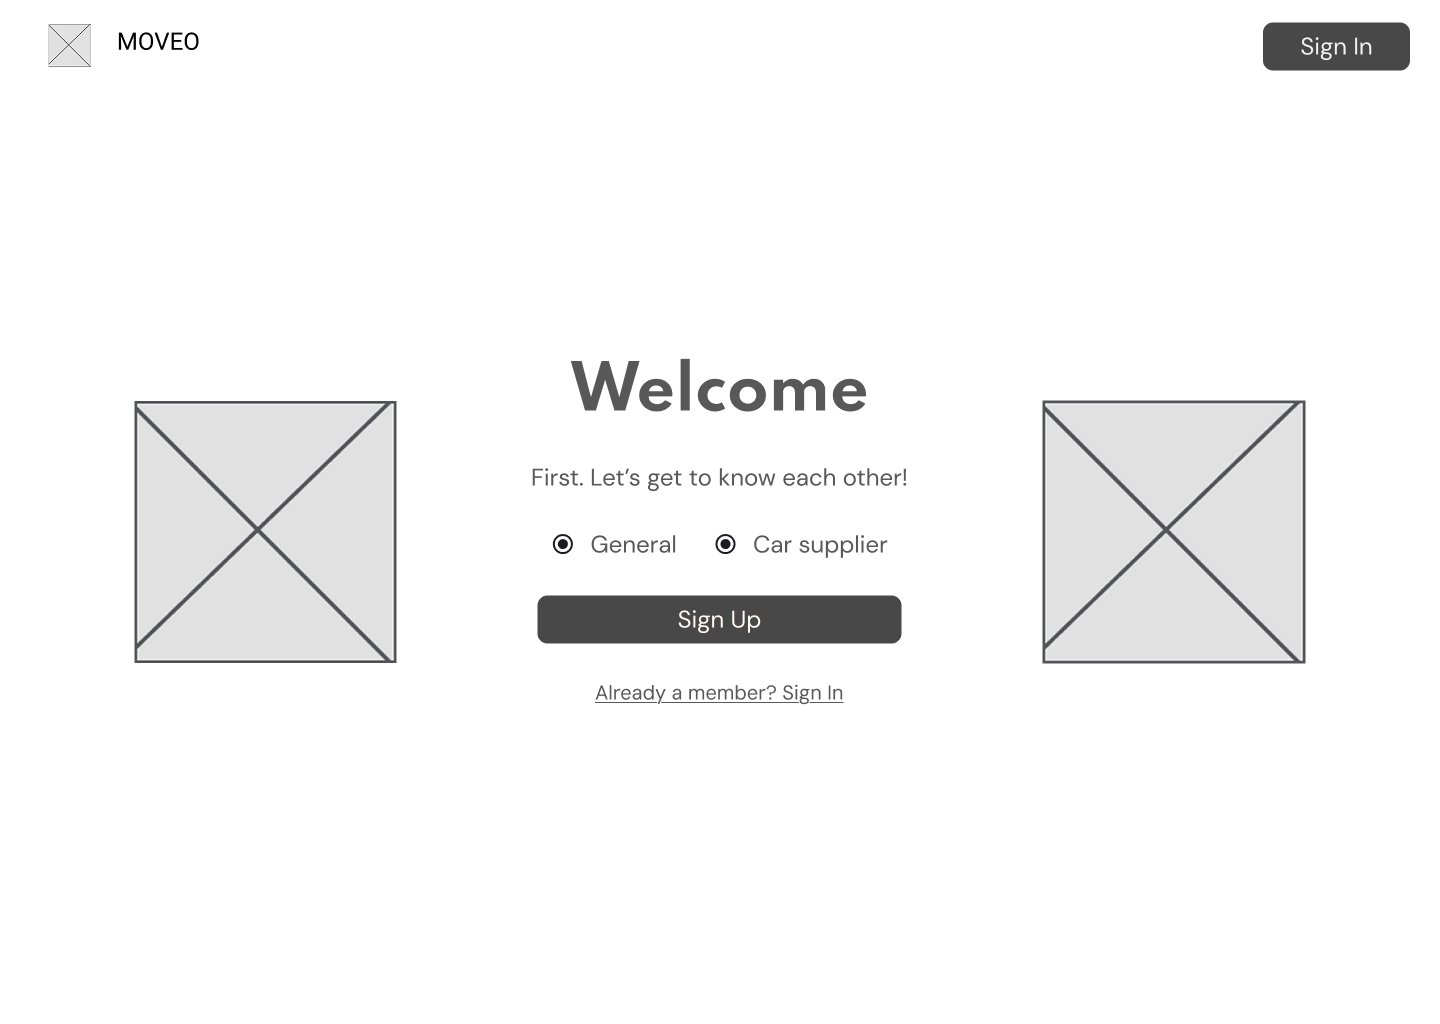 MOVEO
Sign In
Welcome
First. Let’s get to know each other!
General Car supplier
Sign Up
Already a member? Sign In